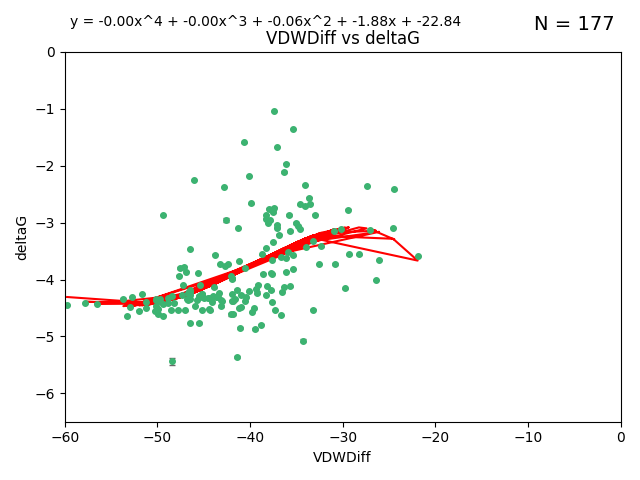 y = -0.00x^4 + -0.00x^3 + -0.06x^2 + -1.88x + -22.84
N = 177
VDWDiff vs deltaG
0
−1
−2
−3
−4
−5
−6
deltaG
−60 −50 −40 −30 −20 −10 0
VDWDiff